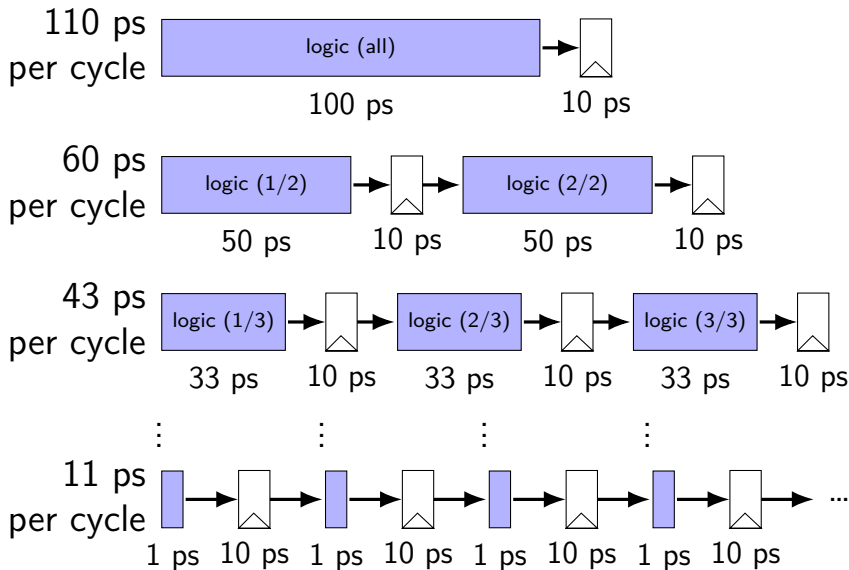 110 ps
per cycle
logic (all)
100 ps
10 ps
60 ps
per cycle
logic (1/2)
logic (2/2)
50 ps
10 ps
50 ps
10 ps
43 ps
per cycle
logic (1/3)
logic (2/3)
logic (3/3)
33 ps
10 ps
33 ps
10 ps
33 ps
10 ps
⋮
⋮
⋮
⋮
11 ps
per cycle
...
1 ps
10 ps
1 ps
10 ps
1 ps
10 ps
1 ps
10 ps